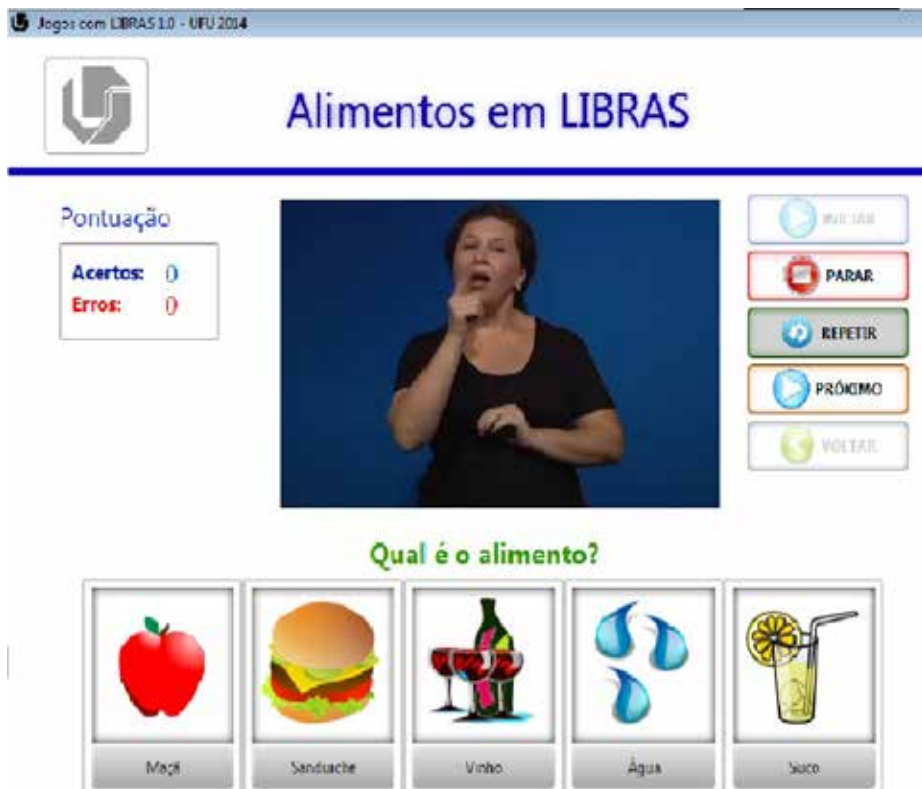 Jogos com LIBRAS 1.0 - UFU 2014
Alimentos em LIBRAS
Pontuação
Acertos: 0
Erros: 0
INICIAR
PARAR
REPETIR
PRÓXIMO
VOLTAR
Qual é o alimento?
Maçã
Sanduiche
Vinho
Água
Suco